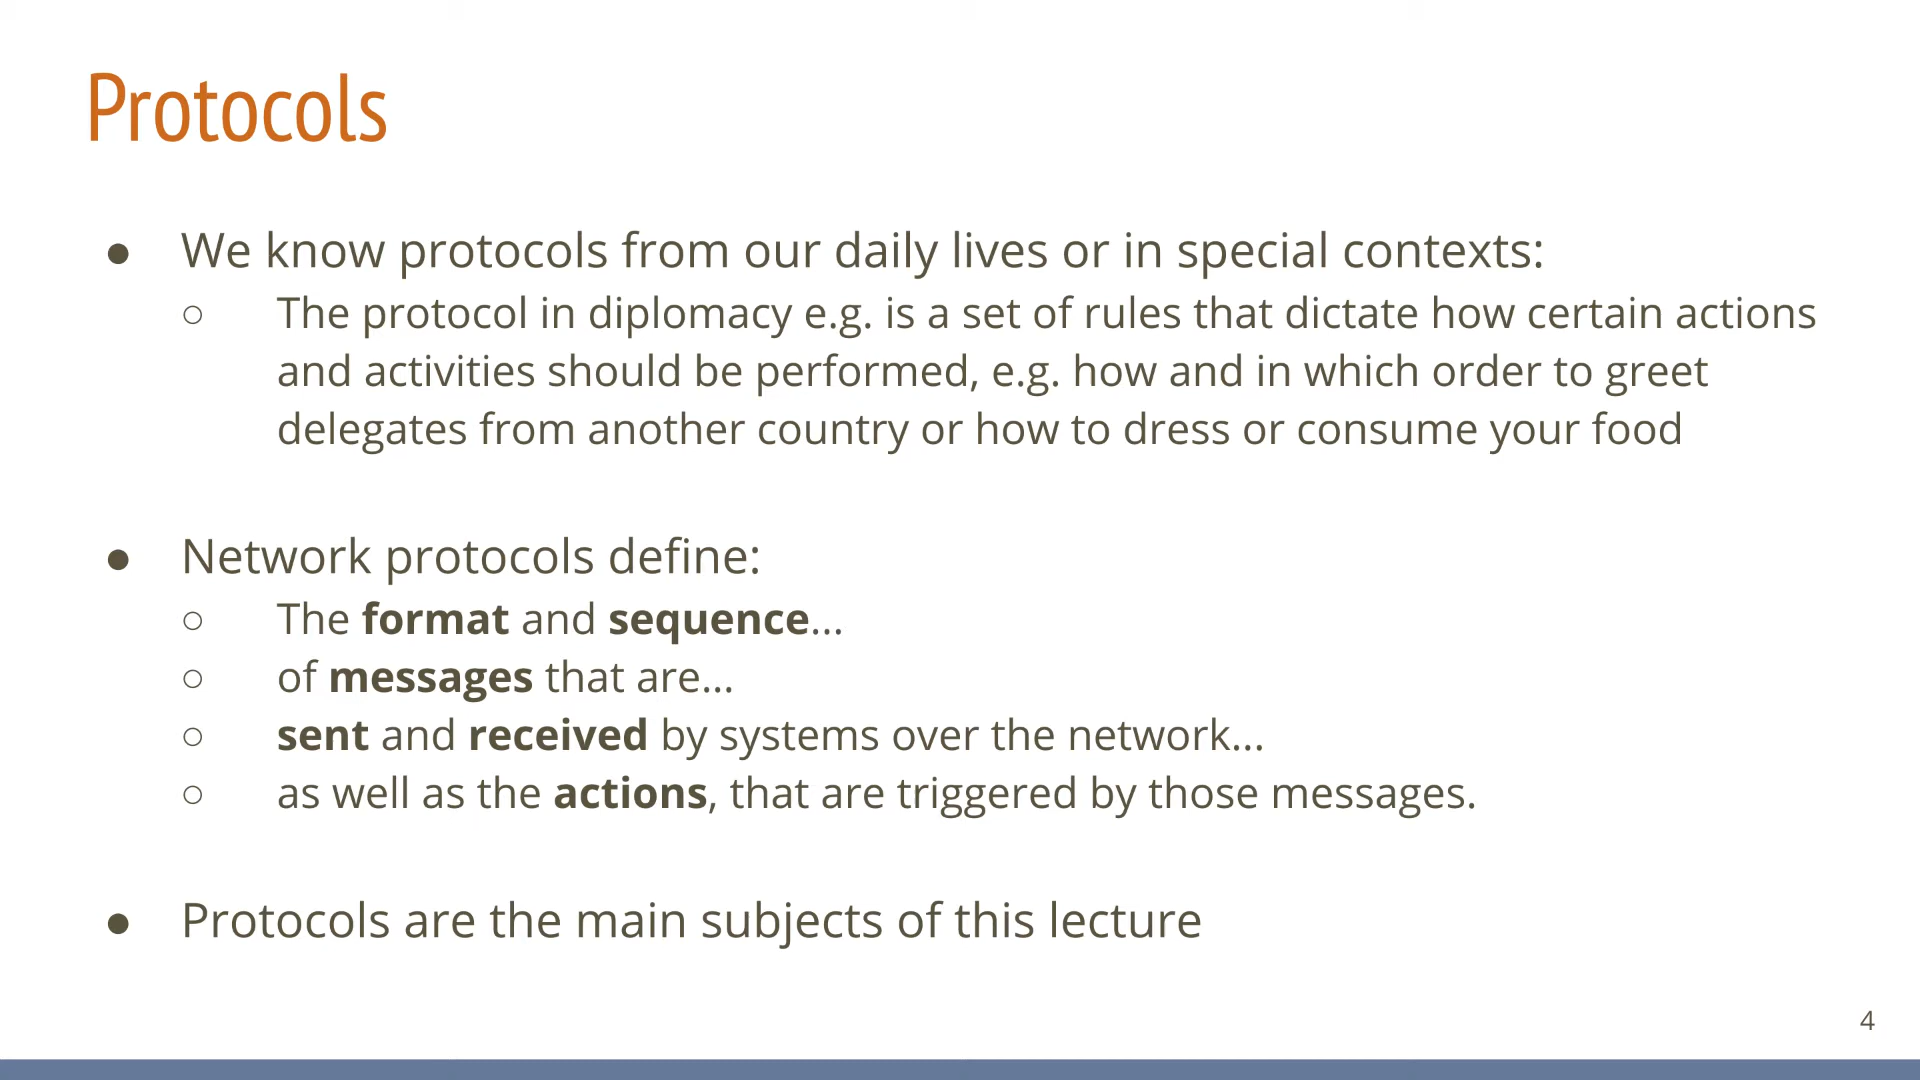 Protocols
● We know protocols from our daily lives or in special contexts:
○ The protocol in diplomacy e.g. is a set of rules that dictate how certain actions
and activities should be performed, e.g. how and in which order to greet
delegates from another country or how to dress or consume your food
● Network protocols define:
○ The format and sequence...
○ of messages that are...
○ sent and received by systems over the network...
○ as well as the actions, that are triggered by those messages.
● Protocols are the main subjects of this lecture
4